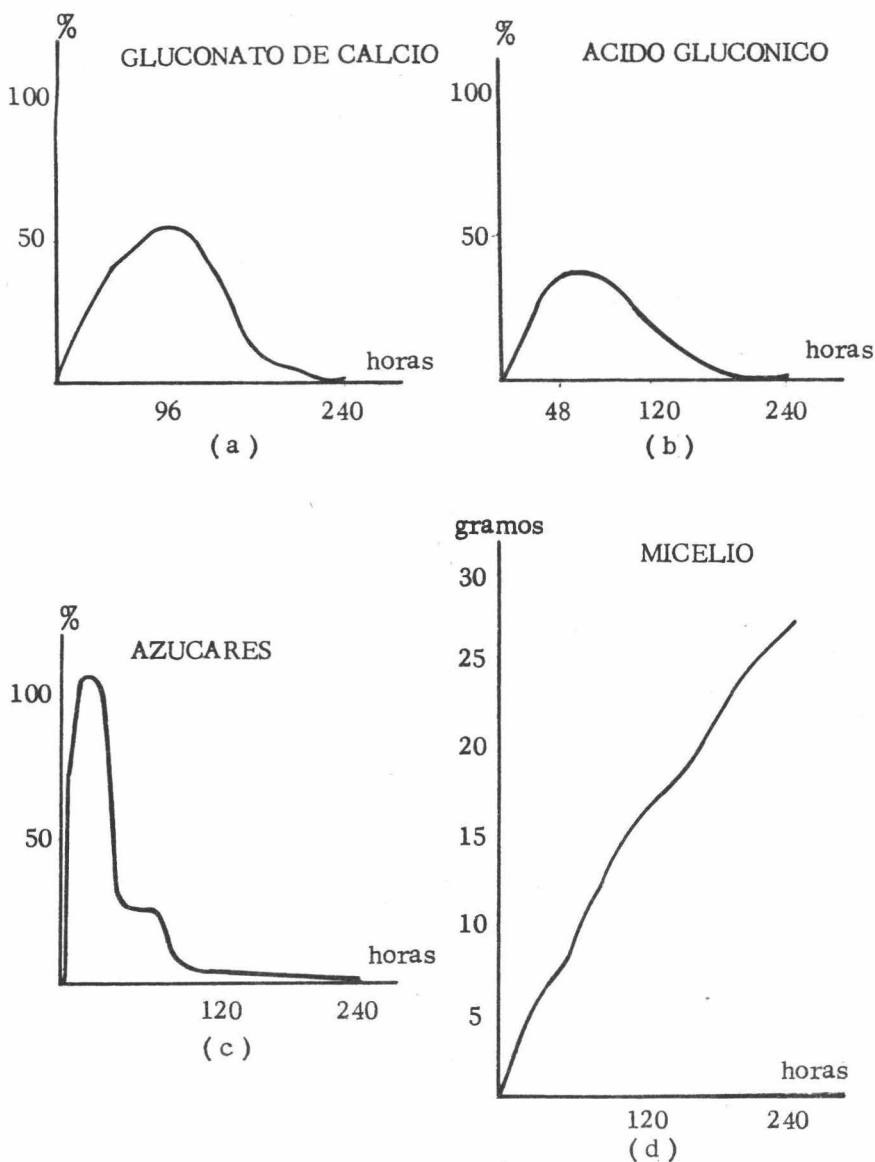 %
GLUCONATO DE CALCIO
100
50
horas
96 240
(a)
%
ACIDO GLUCONICO
100
50
horas
48 120 240
(b)
%
AZUCARES
100
50
horas
120 240
(c)
gramos
MICELIO
30
25
20
15
10
5
horas
120 240
(d)